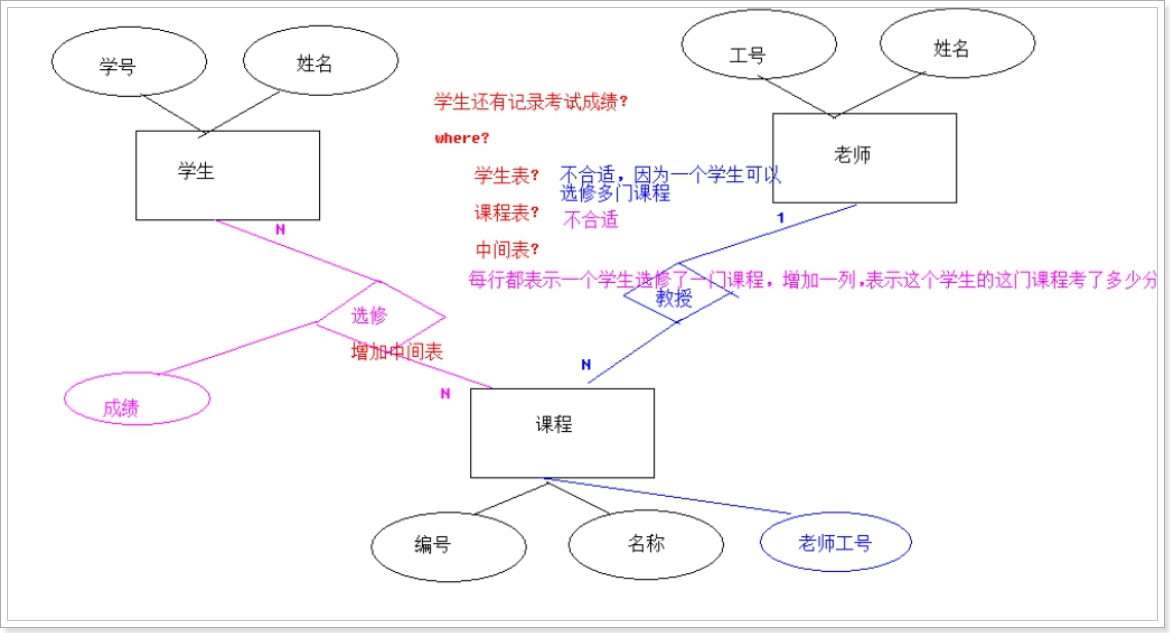 学号
姓名
工号
姓名
学生还有记录考试成绩?
where?
学生
老师
学生表?
不合适，因为一个学生可以
选修多门课程
课程表?
不合适
1
N
中间表?
每行都表示一个学生选修了一门课程，增加一列,表示这个学生的这门课程考了多少分
教授
选修
增加中间表
N
N
成绩
课程
编号
名称
老师工号